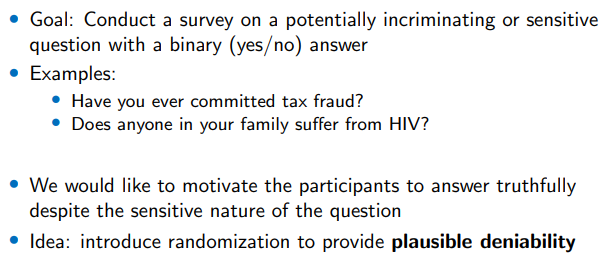 • Goal: Conduct a survey on a potentially incriminating or sensitive
question with a binary (yes/no) answer
• Examples:
• Have you ever committed tax fraud?
• Does anyone in your family suffer from HIV?
• We would like to motivate the participants to answer truthfully
despite the sensitive nature of the question
• Idea: introduce randomization to provide plausible deniability